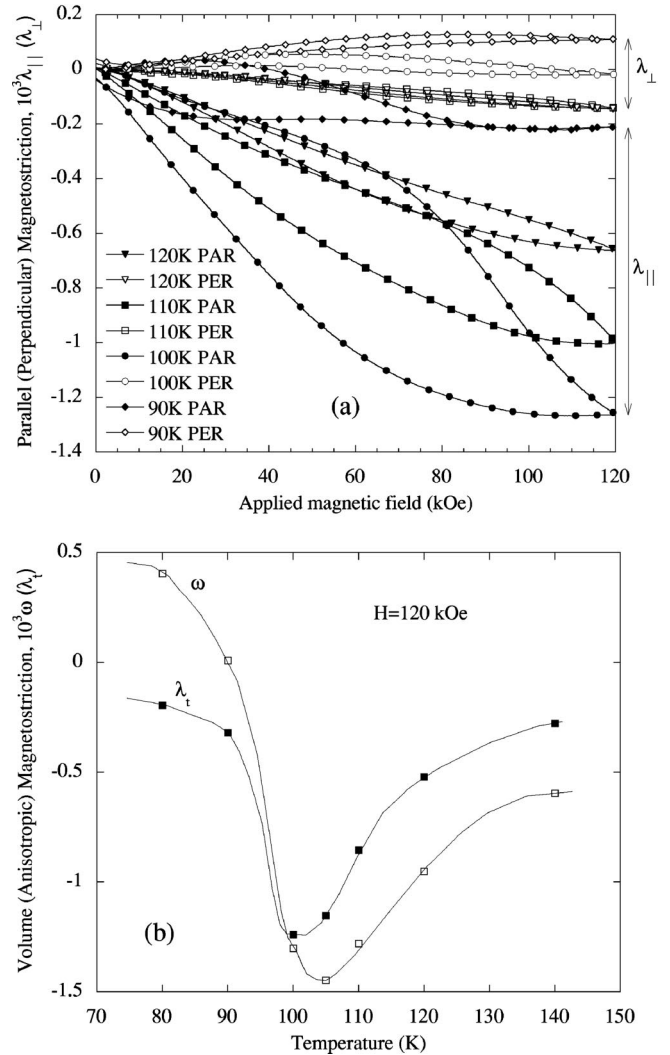 Parallel (Perpendicular) Magnetostriction, 10³λ|| (λ⊥)
0.2
0
-0.2
-0.4
-0.6
-0.8
-1
-1.2
-1.4
λ⊥
λ||
120K PAR
120K PER
110K PAR
110K PER
100K PAR
100K PER
90K PAR
90K PER
(a)
0 20 40 60 80 100 120
Applied magnetic field (kOe)
Volume (Anisotropic) Magnetostriction, 10³ω (λt)
0.5
0
-0.5
-1
-1.5
ω
H=120 kOe
λt
(b)
70 80 90 100 110 120 130 140 150
Temperature (K)